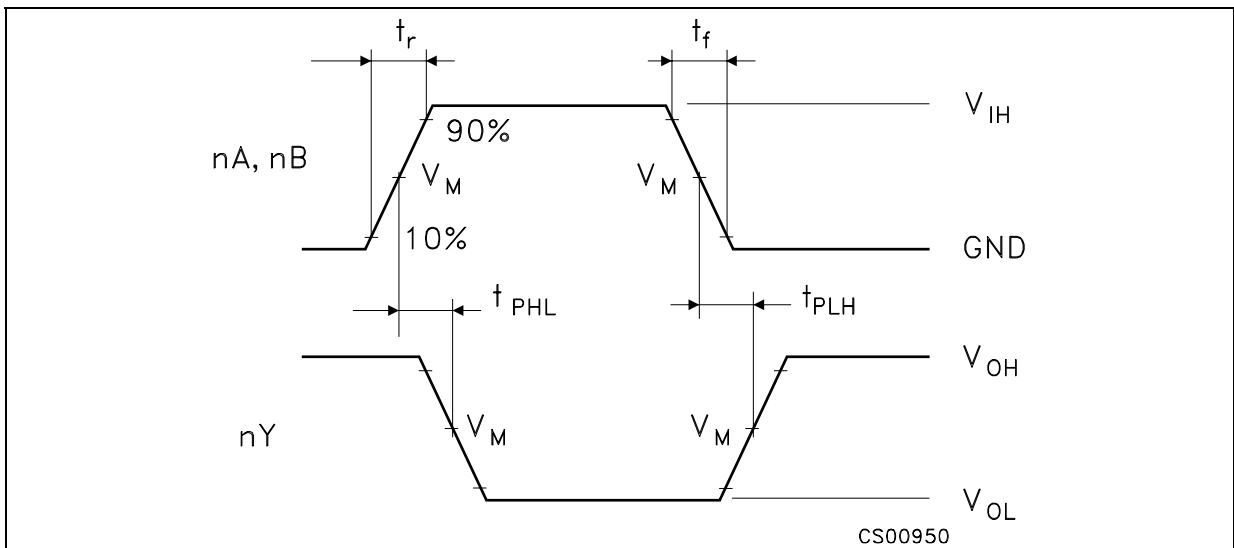 tr tf
VIH
90%
nA, nB
VM VM
10%
GND
tPHL tPLH
VOH
VM VM
nY
VOL
CS00950